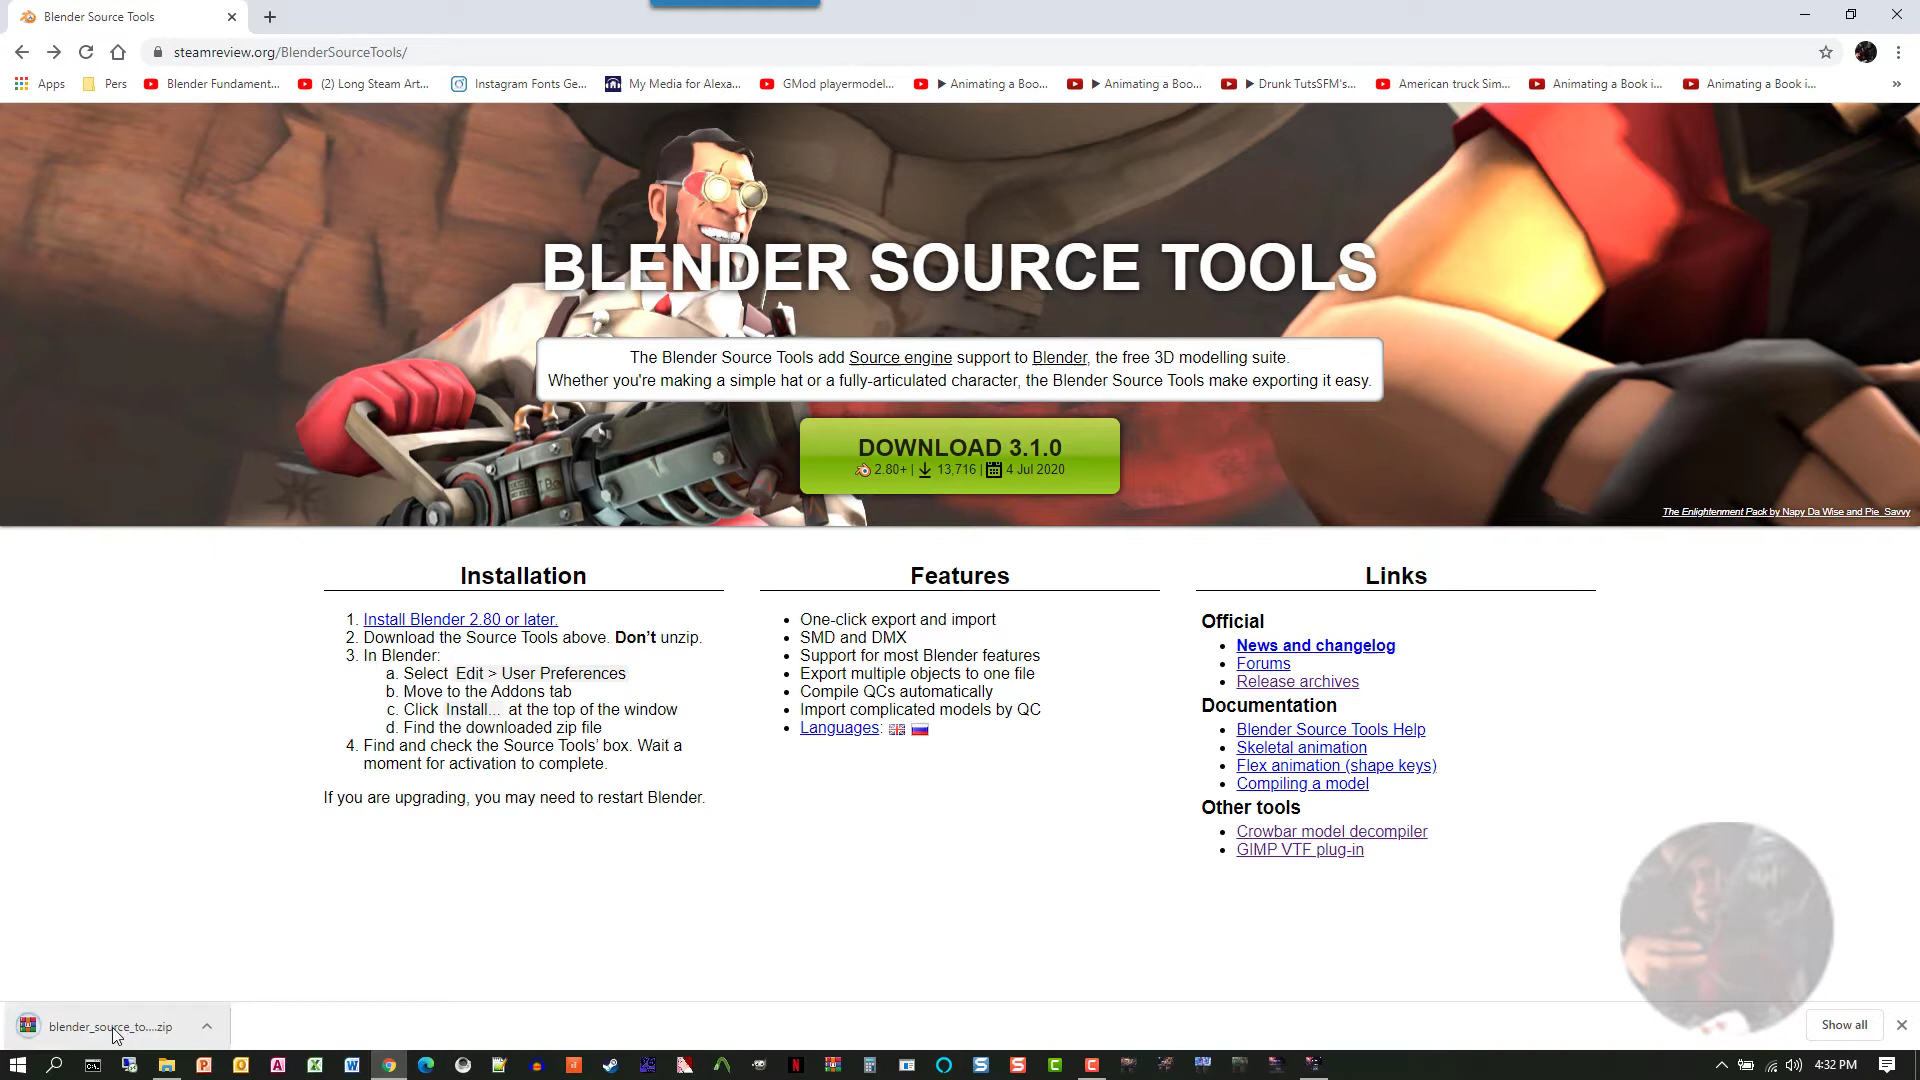 Blender Source Tools
steamreview.org/BlenderSourceTools/
Apps
Pers
Blender Fundament...
(2) Long Steam Art...
Instagram Fonts Ge...
My Media for Alexa...
GMod playermodel...
▶ Animating a Boo...
▶ Animating a Boo...
▶ Drunk TutsSFM's...
American truck Sim...
Animating a Book i...
Animating a Book i...
»
BLENDER SOURCE TOOLS
The Blender Source Tools add Source engine support to Blender, the free 3D modelling suite.
Whether you're making a simple hat or a fully-articulated character, the Blender Source Tools make exporting it easy.
DOWNLOAD 3.1.0
2.80+ | 13,716 | 4 Jul 2020
The Enlightenment Pack by Napy Da Wise and Pie_Savvy
Installation
1. Install Blender 2.80 or later.
2. Download the Source Tools above. Don't unzip.
3. In Blender:
a. Select Edit > User Preferences
b. Move to the Addons tab
c. Click Install... at the top of the window
d. Find the downloaded zip file
4. Find and check the Source Tools' box. Wait a
moment for activation to complete.
If you are upgrading, you may need to restart Blender.
Features
• One-click export and import
• SMD and DMX
• Support for most Blender features
• Export multiple objects to one file
• Compile QCs automatically
• Import complicated models by QC
• Languages:
Links
Official
• News and changelog
• Forums
• Release archives
Documentation
• Blender Source Tools Help
• Skeletal animation
• Flex animation (shape keys)
• Compiling a model
Other tools
• Crowbar model decompiler
• GIMP VTF plug-in
blender_source_to....zip
Show all
4:32 PM